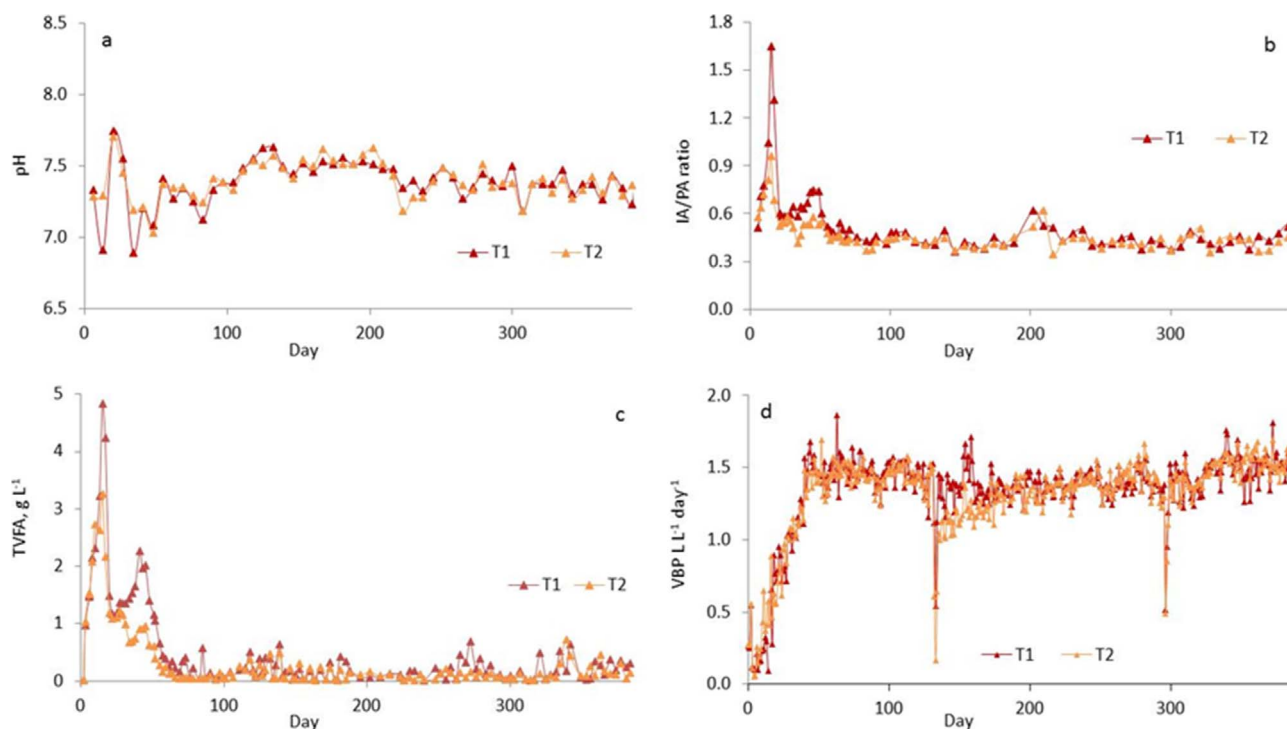 a
8.5
8.0
7.5
7.0
6.5
pH
T1 T2
0 100 200 300
Day
b
1.8
1.5
1.2
0.9
0.6
0.3
0.0
IA/PA ratio
T1 T2
0 100 200 300
Day
c
5
4
3
2
1
0
TVFA, g L⁻¹
T1 T2
0 100 200 300
Day
d
2.0
1.5
1.0
0.5
0.0
VBP L L⁻¹ day⁻¹
T1 T2
0 100 200 300
Day